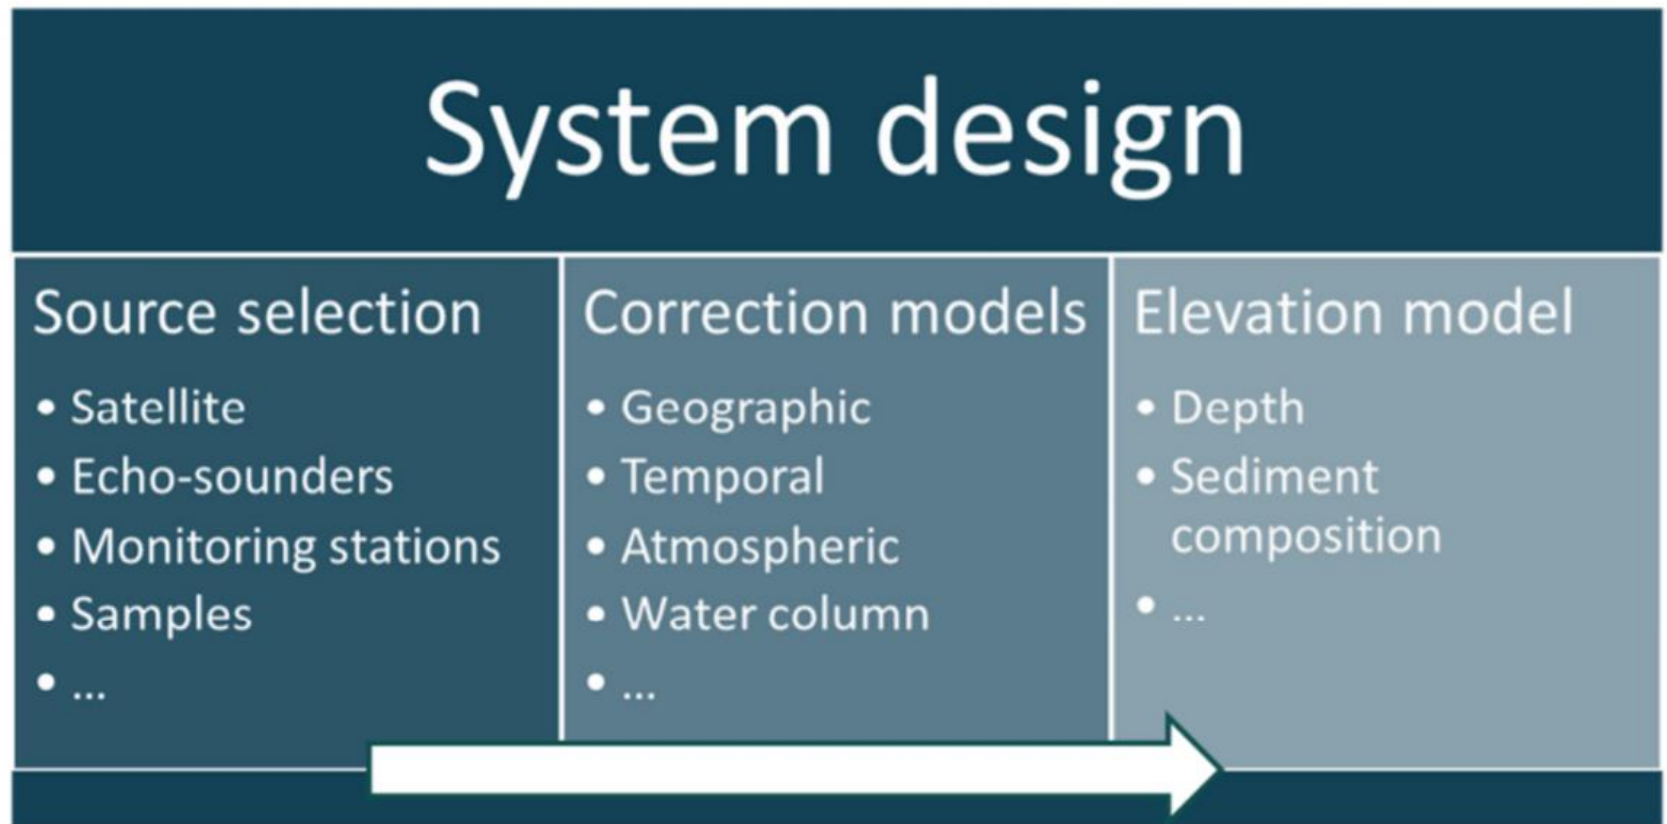 System design
Source selection
• Satellite
• Echo-sounders
• Monitoring stations
• Samples
• ...
Correction models
• Geographic
• Temporal
• Atmospheric
• Water column
• ...
Elevation model
• Depth
• Sediment
composition
• ...